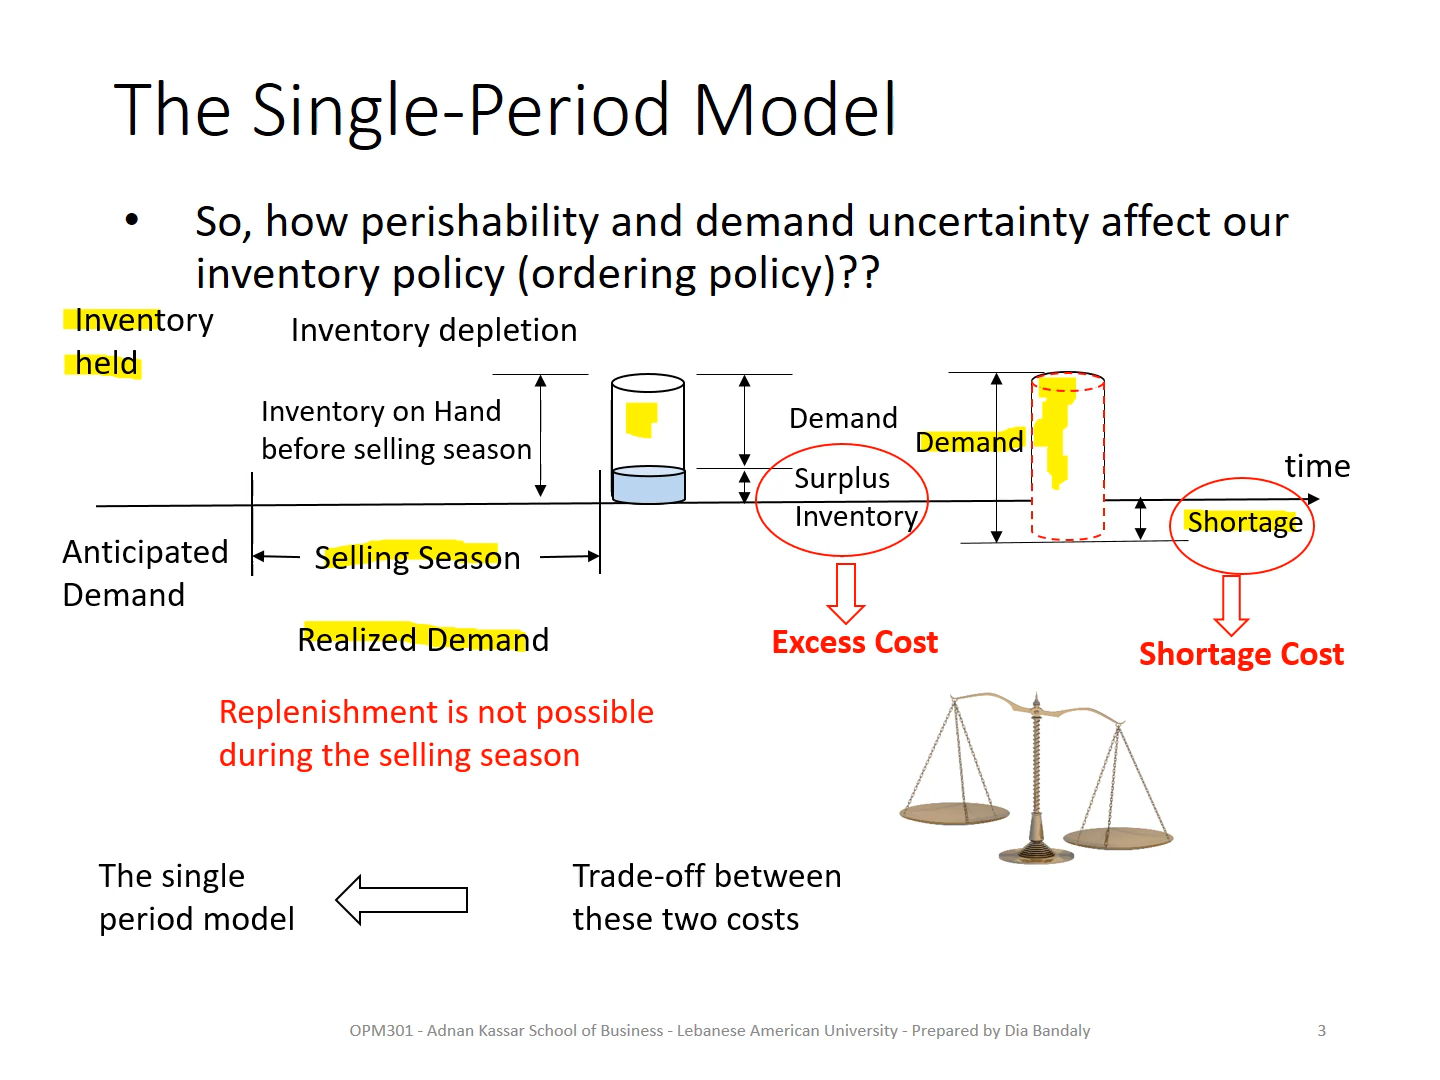 The Single-Period Model
• So, how perishability and demand uncertainty affect our
inventory policy (ordering policy)??
Inventory
held
Inventory depletion
Inventory on Hand
before selling season
Demand
Surplus
Inventory
Demand
time
Shortage
Anticipated
Demand
Selling Season
Realized Demand
Excess Cost
Shortage Cost
Replenishment is not possible
during the selling season
The single
period model
Trade-off between
these two costs
OPM301 - Adnan Kassar School of Business - Lebanese American University - Prepared by Dia Bandaly
3